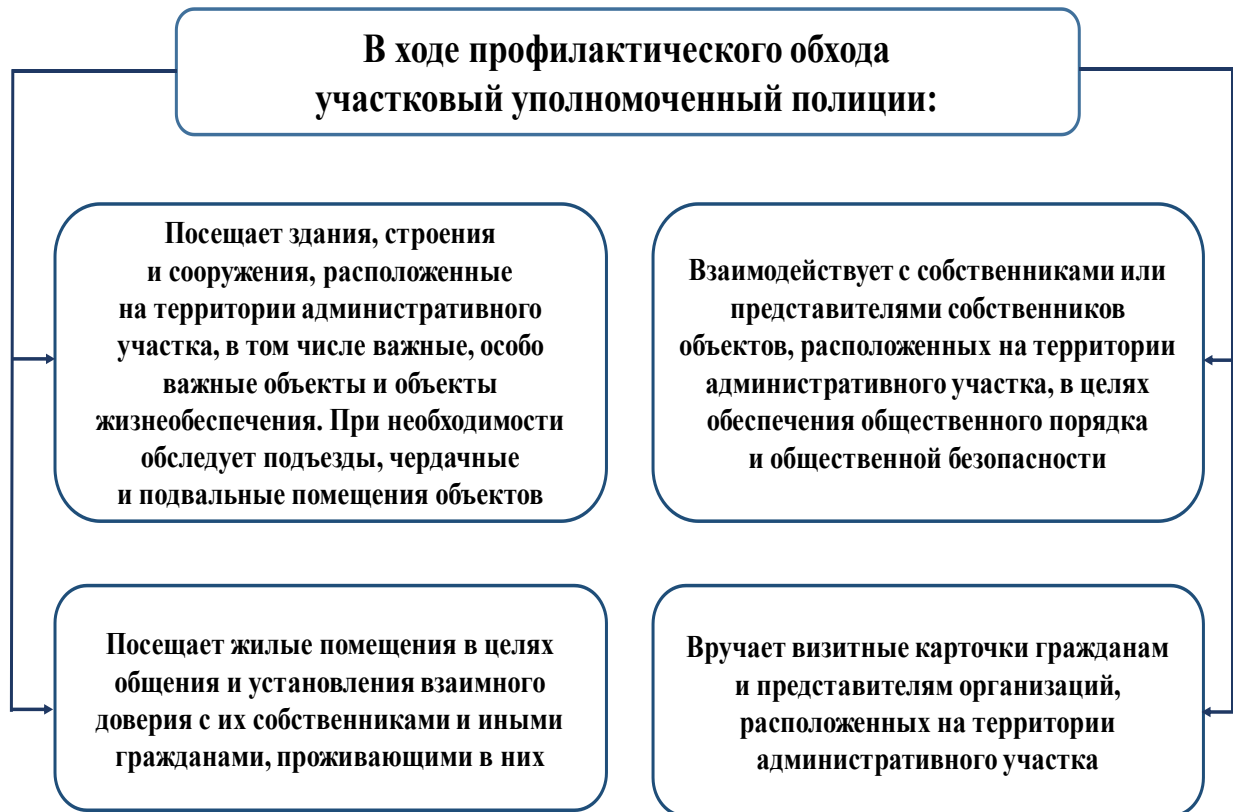 В ходе профилактического обхода
участковый уполномоченный полиции:
Посещает здания, строения
и сооружения, расположенные
на территории административного
участка, в том числе важные, особо
важные объекты и объекты
жизнеобеспечения. При необходимости
обследует подъезды, чердачные
и подвальные помещения объектов
Взаимодействует с собственниками или
представителями собственников
объектов, расположенных на территории
административного участка, в целях
обеспечения общественного порядка
и общественной безопасности
Посещает жилые помещения в целях
общения и установления взаимного
доверия с их собственниками и иными
гражданами, проживающими в них
Вручает визитные карточки гражданам
и представителям организаций,
расположенных на территории
административного участка